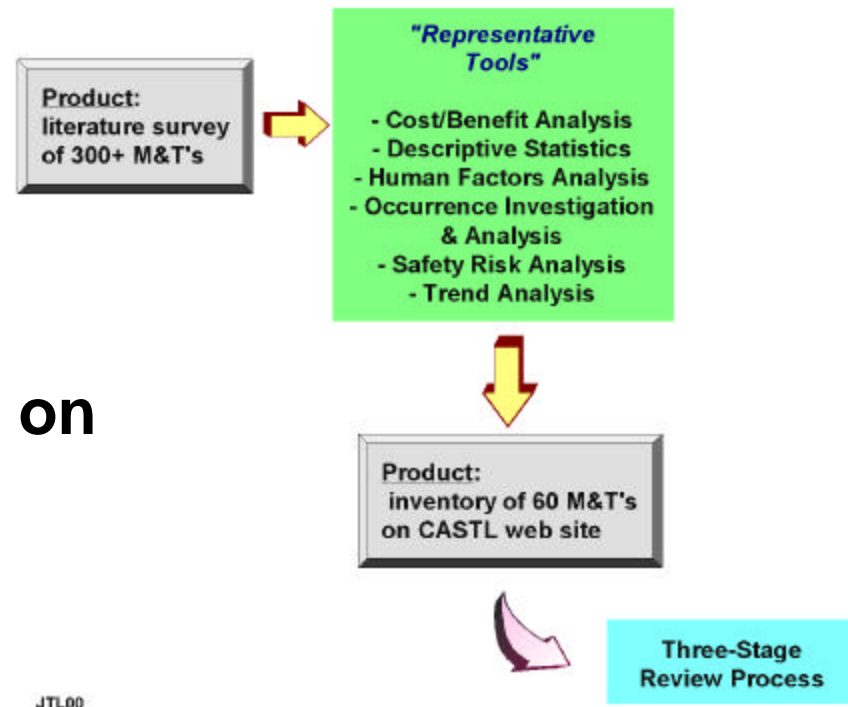 Product:
literature survey
of 300+ M&T's
"Representative
Tools"
- Cost/Benefit Analysis
- Descriptive Statistics
- Human Factors Analysis
- Occurrence Investigation
& Analysis
- Safety Risk Analysis
- Trend Analysis
on
Product:
inventory of 60 M&T's
on CASTL web site
Three-Stage
Review Process
JTL00